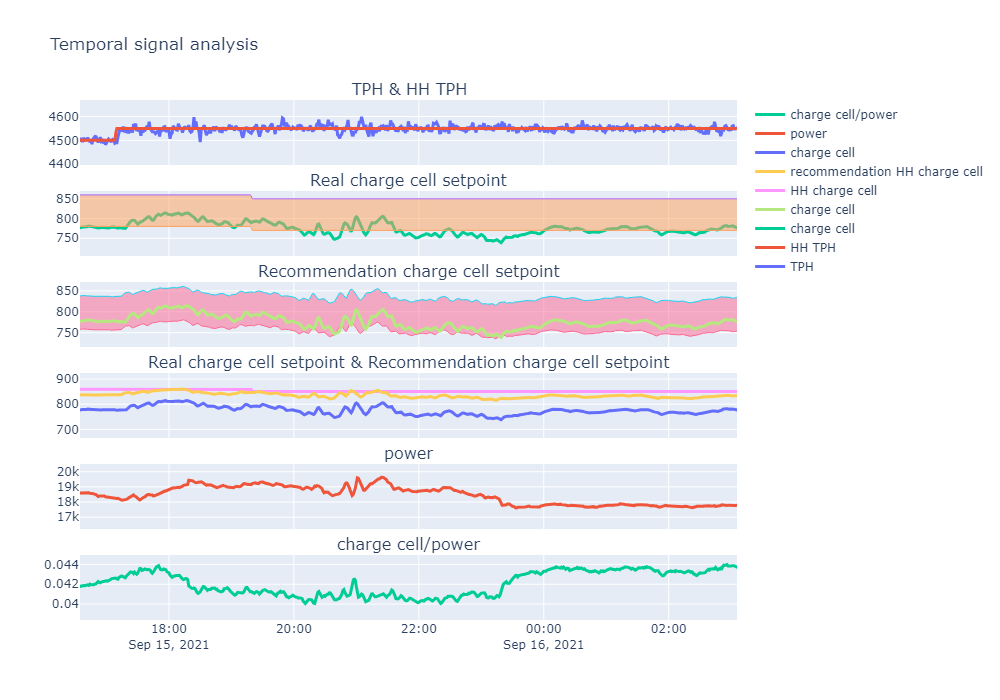 Temporal signal analysis
TPH & HH TPH
4600
4500
4400
Real charge cell setpoint
850
800
750
Recommendation charge cell setpoint
850
800
750
Real charge cell setpoint & Recommendation charge cell setpoint
900
800
700
power
20k
19k
18k
17k
charge cell/power
0.044
0.042
0.04
18:00 20:00 22:00 00:00 02:00
Sep 15, 2021 Sep 16, 2021
charge cell/power
power
charge cell
recommendation HH charge cell
HH charge cell
charge cell
charge cell
HH TPH
TPH